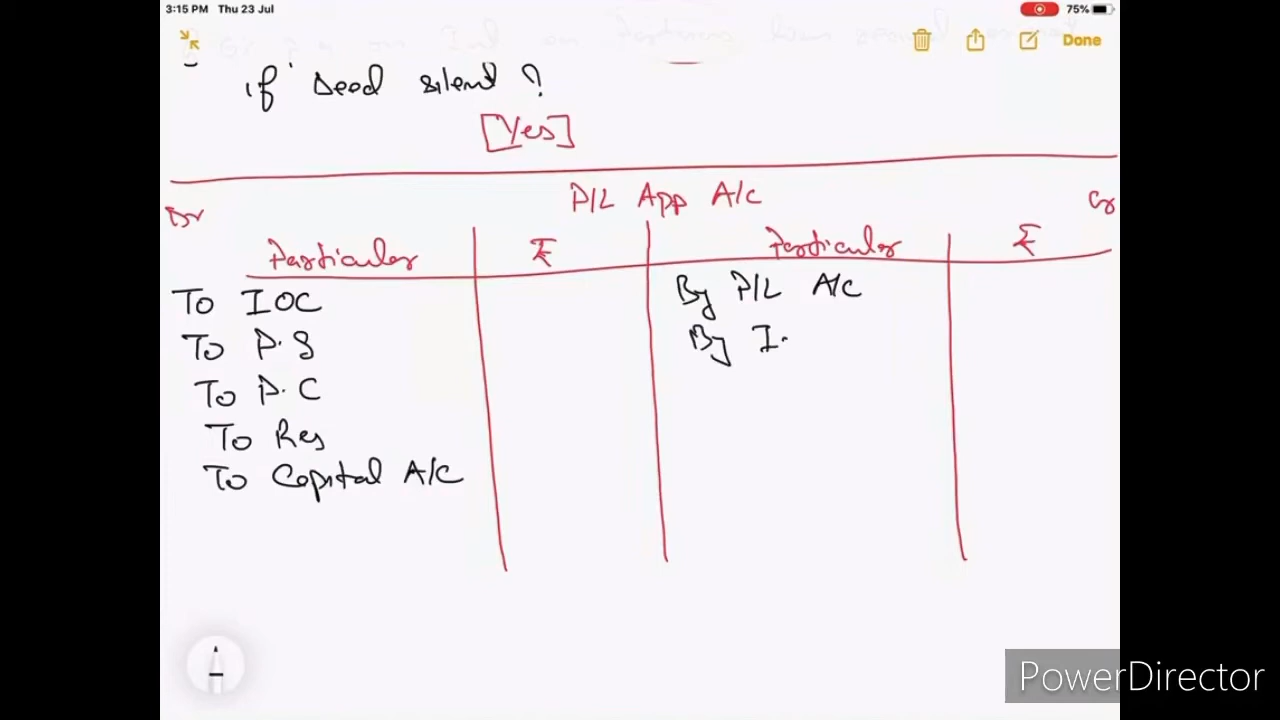 3:15 PM Thu 23 Jul 75%
Done
if Deed silent ?
[Yes]
P/L App A/C
Dr Cr
Particular ₹ Particular ₹
To IOC By P/L A/C
To P.S By I.
To P.C
To Res
To Capital A/C
PowerDirector